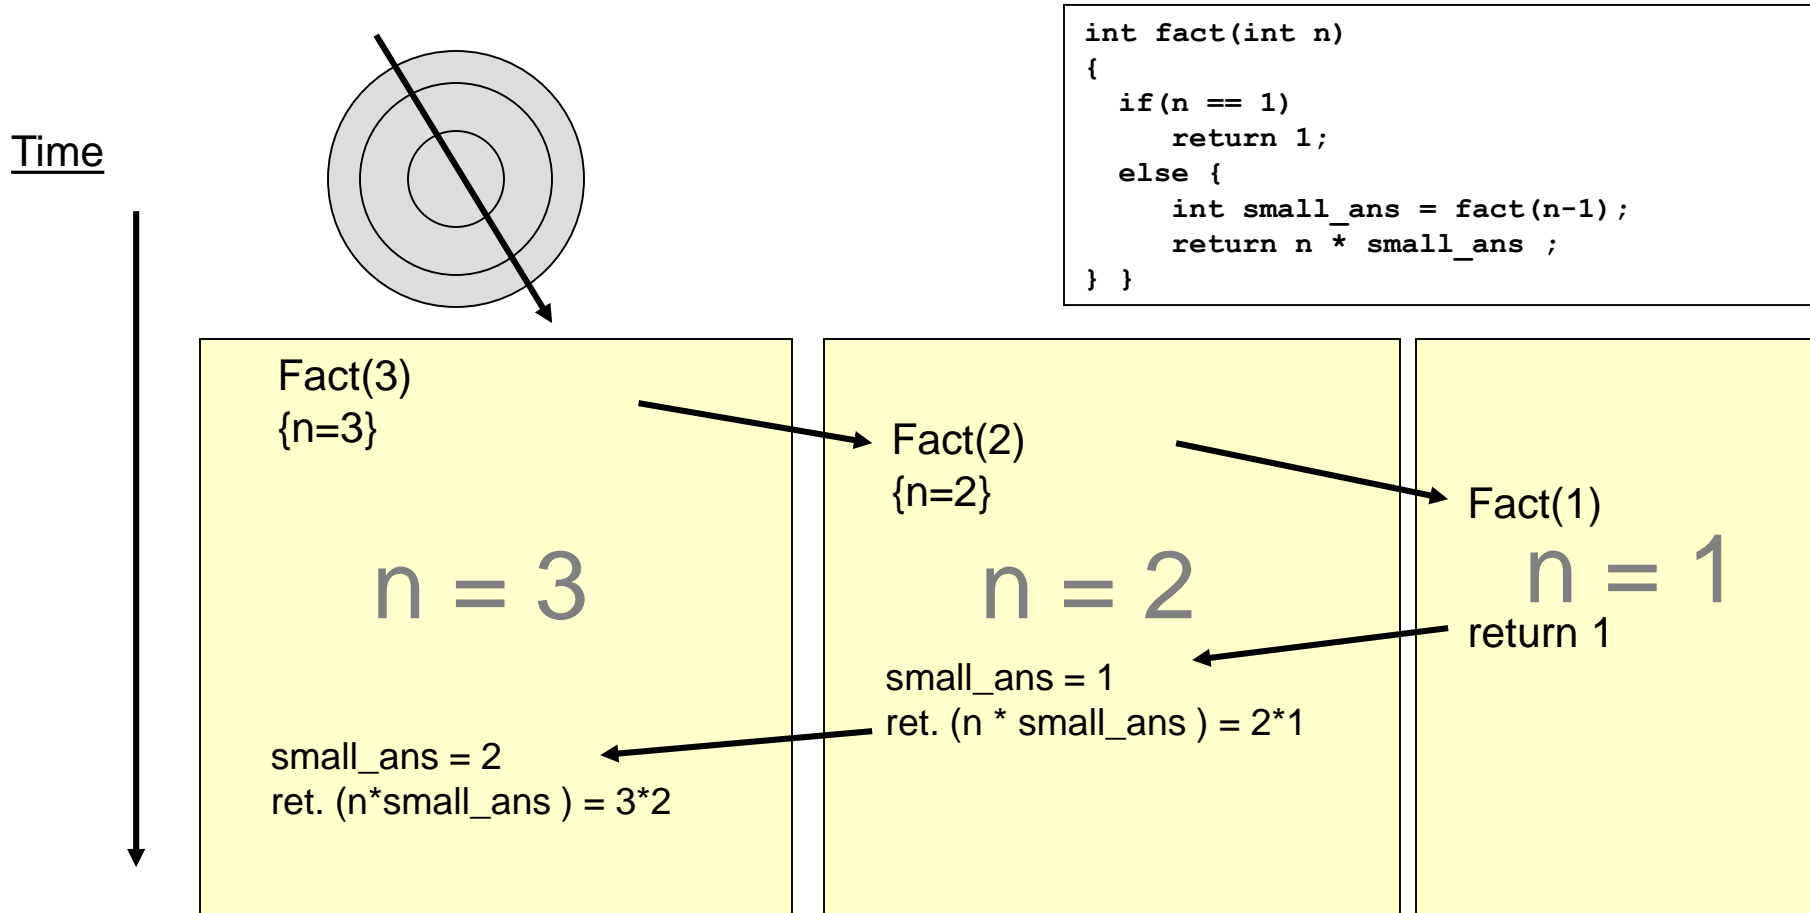 Time
int fact(int n)
{
if(n == 1)
return 1;
else {
int small_ans = fact(n-1);
return n * small_ans ;
} }
Fact(3)
{n=3}
n = 3
small_ans = 2
ret. (n*small_ans ) = 3*2
Fact(2)
{n=2}
n = 2
small_ans = 1
ret. (n * small_ans ) = 2*1
Fact(1)
n = 1
return 1